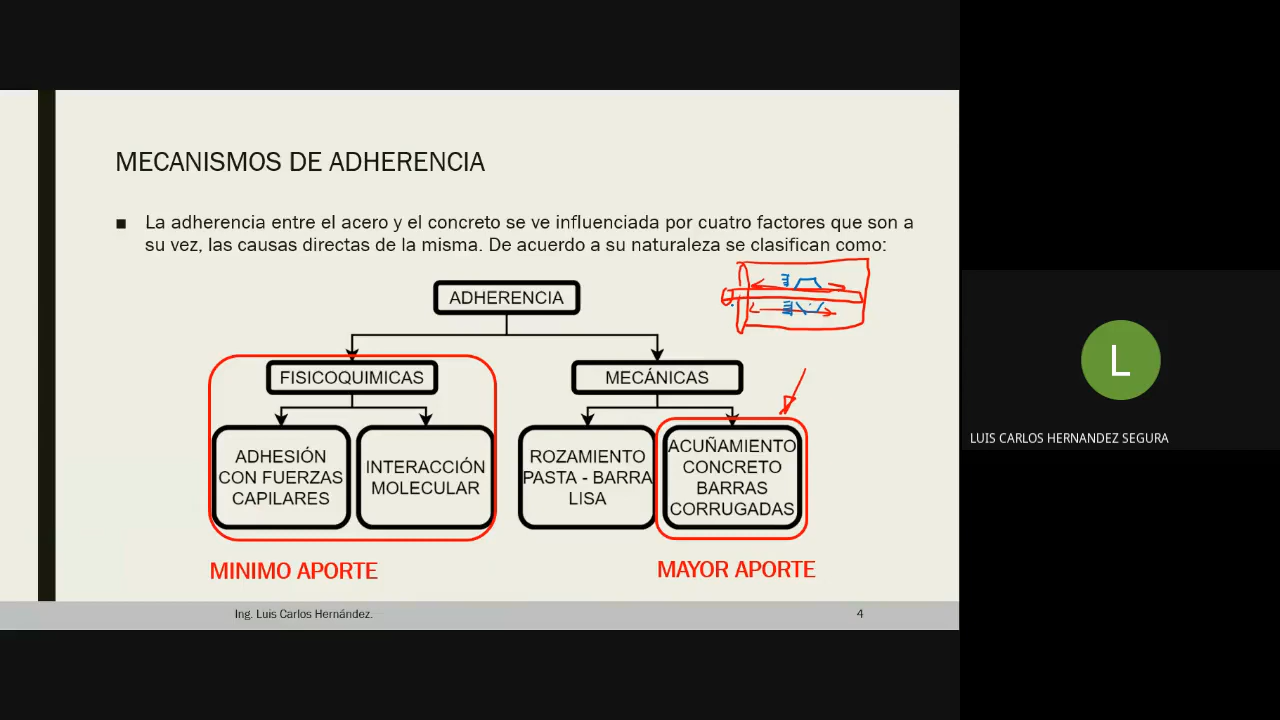 MECANISMOS DE ADHERENCIA
■ La adherencia entre el acero y el concreto se ve influenciada por cuatro factores que son a
su vez, las causas directas de la misma. De acuerdo a su naturaleza se clasifican como:
ADHERENCIA
FISICOQUIMICAS
MECÁNICAS
ADHESIÓN
CON FUERZAS
CAPILARES
INTERACCIÓN
MOLECULAR
ROZAMIENTO
PASTA - BARRA
LISA
ACUÑAMIENTO
CONCRETO
BARRAS
CORRUGADAS
MINIMO APORTE
MAYOR APORTE
Ing. Luis Carlos Hernández.
4
L
LUIS CARLOS HERNANDEZ SEGURA